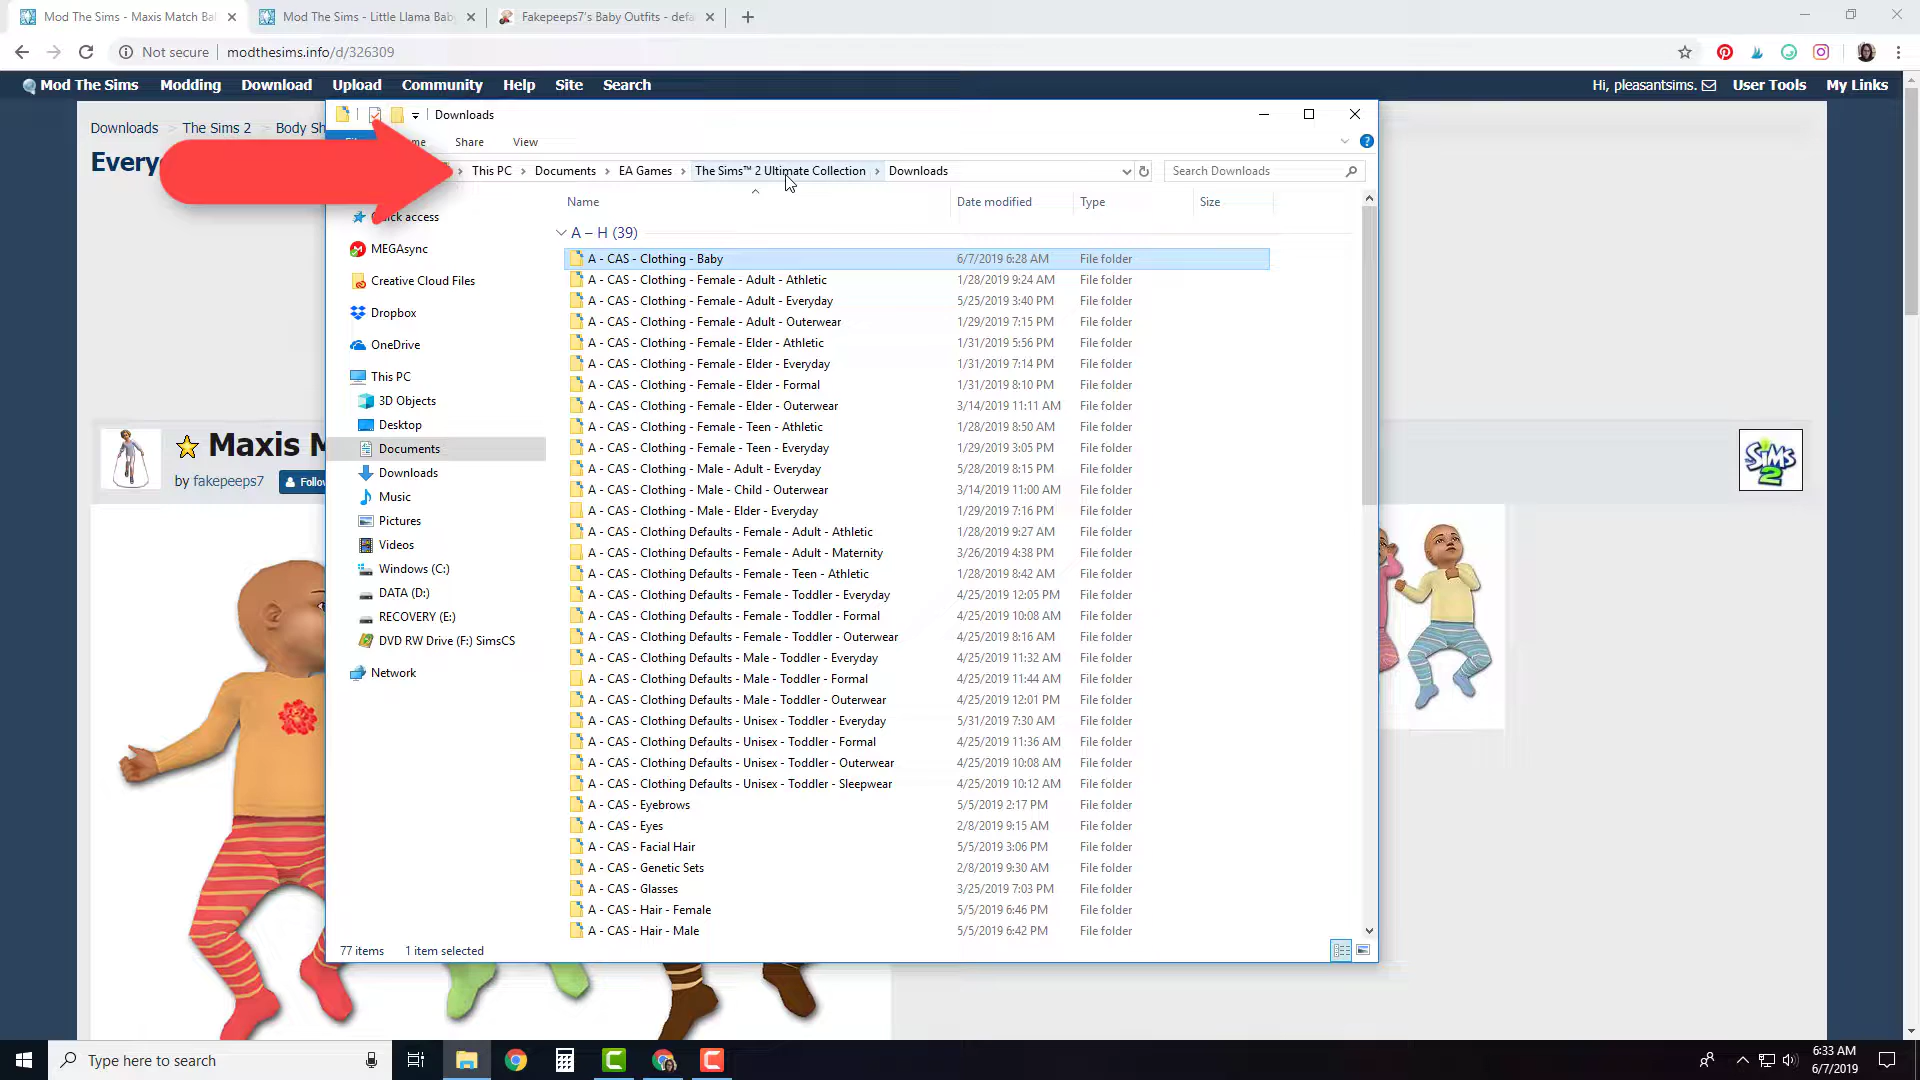 Mod The Sims - Maxis Match Ba
Mod The Sims - Little Llama Baby
Fakepeeps7's Baby Outfits - defa
Not secure
modthesims.info/d/326309
Mod The Sims
Modding
Download
Upload
Community
Help
Site
Search
Hi, pleasantsims.
User Tools
My Links
Downloads > The Sims 2 > Body Sh
Every
Downloads
Share
View
This PC > Documents > EA Games > The Sims™ 2 Ultimate Collection > Downloads
Search Downloads
Quick access
MEGAsync
Creative Cloud Files
Dropbox
OneDrive
This PC
3D Objects
Desktop
Documents
Downloads
Music
Pictures
Videos
Windows (C:)
DATA (D:)
RECOVERY (E:)
DVD RW Drive (F:) SimsCS
Network
Name Date modified Type Size
A – H (39)
A - CAS - Clothing - Baby 6/7/2019 6:28 AM File folder
A - CAS - Clothing - Female - Adult - Athletic 1/28/2019 9:24 AM File folder
A - CAS - Clothing - Female - Adult - Everyday 5/25/2019 3:40 PM File folder
A - CAS - Clothing - Female - Adult - Outerwear 1/29/2019 7:15 PM File folder
A - CAS - Clothing - Female - Elder - Athletic 1/31/2019 5:56 PM File folder
A - CAS - Clothing - Female - Elder - Everyday 1/31/2019 7:14 PM File folder
A - CAS - Clothing - Female - Elder - Formal 1/31/2019 8:10 PM File folder
A - CAS - Clothing - Female - Elder - Outerwear 3/14/2019 11:11 AM File folder
A - CAS - Clothing - Female - Teen - Athletic 1/28/2019 8:50 AM File folder
A - CAS - Clothing - Female - Teen - Everyday 1/29/2019 3:05 PM File folder
A - CAS - Clothing - Male - Adult - Everyday 5/28/2019 8:15 PM File folder
A - CAS - Clothing - Male - Child - Outerwear 3/14/2019 11:00 AM File folder
A - CAS - Clothing - Male - Elder - Everyday 1/29/2019 7:16 PM File folder
A - CAS - Clothing Defaults - Female - Adult - Athletic 1/28/2019 9:27 AM File folder
A - CAS - Clothing Defaults - Female - Adult - Maternity 3/26/2019 4:38 PM File folder
A - CAS - Clothing Defaults - Female - Teen - Athletic 1/28/2019 8:42 AM File folder
A - CAS - Clothing Defaults - Female - Toddler - Everyday 4/25/2019 12:05 PM File folder
A - CAS - Clothing Defaults - Female - Toddler - Formal 4/25/2019 10:08 AM File folder
A - CAS - Clothing Defaults - Female - Toddler - Outerwear 4/25/2019 8:16 AM File folder
A - CAS - Clothing Defaults - Male - Toddler - Everyday 4/25/2019 11:32 AM File folder
A - CAS - Clothing Defaults - Male - Toddler - Formal 4/25/2019 11:44 AM File folder
A - CAS - Clothing Defaults - Male - Toddler - Outerwear 4/25/2019 12:01 PM File folder
A - CAS - Clothing Defaults - Unisex - Toddler - Everyday 5/31/2019 7:30 AM File folder
A - CAS - Clothing Defaults - Unisex - Toddler - Formal 4/25/2019 11:36 AM File folder
A - CAS - Clothing Defaults - Unisex - Toddler - Outerwear 4/25/2019 10:08 AM File folder
A - CAS - Clothing Defaults - Unisex - Toddler - Sleepwear 4/25/2019 10:12 AM File folder
A - CAS - Eyebrows 5/5/2019 2:17 PM File folder
A - CAS - Eyes 2/8/2019 9:15 AM File folder
A - CAS - Facial Hair 5/5/2019 3:06 PM File folder
A - CAS - Genetic Sets 2/8/2019 9:30 AM File folder
A - CAS - Glasses 3/25/2019 7:03 PM File folder
A - CAS - Hair - Female 5/5/2019 6:46 PM File folder
A - CAS - Hair - Male 5/5/2019 6:42 PM File folder
77 items 1 item selected
Maxis M
by fakepeeps7
Follow
SiMS 2
Type here to search
6:33 AM
6/7/2019